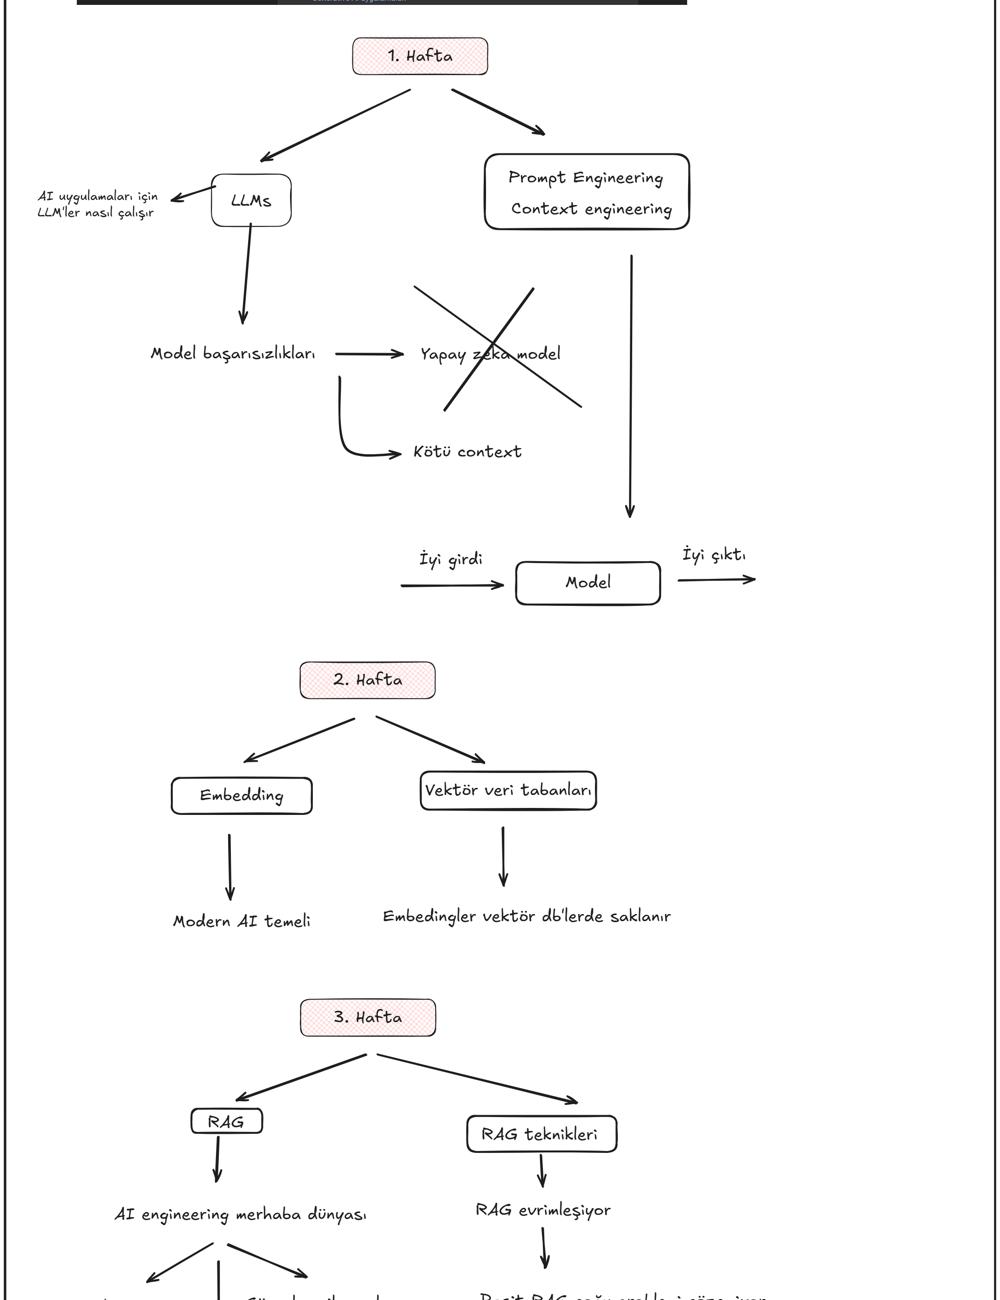 1. Hafta
Prompt Engineering
Context engineering
AI uygulamaları için
LLM'ler nasıl çalışır
LLMs
Model başarısızlıkları
Yapay zeka model
Kötü context
İyi girdi
Model
İyi çıktı
2. Hafta
Embedding
Vektör veri tabanları
Modern AI temeli
Embedingler vektör db'lerde saklanır
3. Hafta
RAG
RAG teknikleri
AI engineering merhaba dünyası
RAG evrimleşiyor